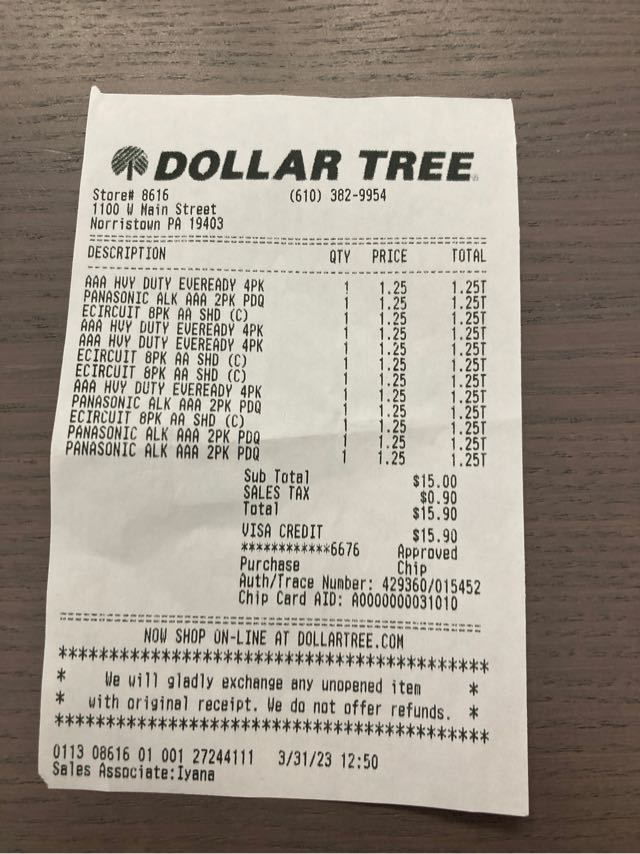 DOLLAR TREE
Store# 8616 (610) 382-9954
1100 W Main Street
Norristown PA 19403
DESCRIPTION QTY PRICE TOTAL
AAA HVY DUTY EVEREADY 4PK 1 1.25 1.25T
PANASONIC ALK AAA 2PK PDQ 1 1.25 1.25T
ECIRCUIT 8PK AA SHD (C) 1 1.25 1.25T
AAA HVY DUTY EVEREADY 4PK 1 1.25 1.25T
AAA HVY DUTY EVEREADY 4PK 1 1.25 1.25T
ECIRCUIT 8PK AA SHD (C) 1 1.25 1.25T
ECIRCUIT 8PK AA SHD (C) 1 1.25 1.25T
AAA HVY DUTY EVEREADY 4PK 1 1.25 1.25T
PANASONIC ALK AAA 2PK PDQ 1 1.25 1.25T
ECIRCUIT 8PK AA SHD (C) 1 1.25 1.25T
PANASONIC ALK AAA 2PK PDQ 1 1.25 1.25T
PANASONIC ALK AAA 2PK PDQ 1 1.25 1.25T
Sub Total $15.00
SALES TAX $0.90
Total $15.90
VISA CREDIT $15.90
************6676 Approved
Purchase Chip
Auth/Trace Number: 429360/015452
Chip Card AID: A0000000031010
NOW SHOP ON-LINE AT DOLLARTREE.COM
******************************************
* We will gladly exchange any unopened item *
* with original receipt. We do not offer refunds. *
******************************************
0113 08616 01 001 27244111 3/31/23 12:50
Sales Associate:Iyana